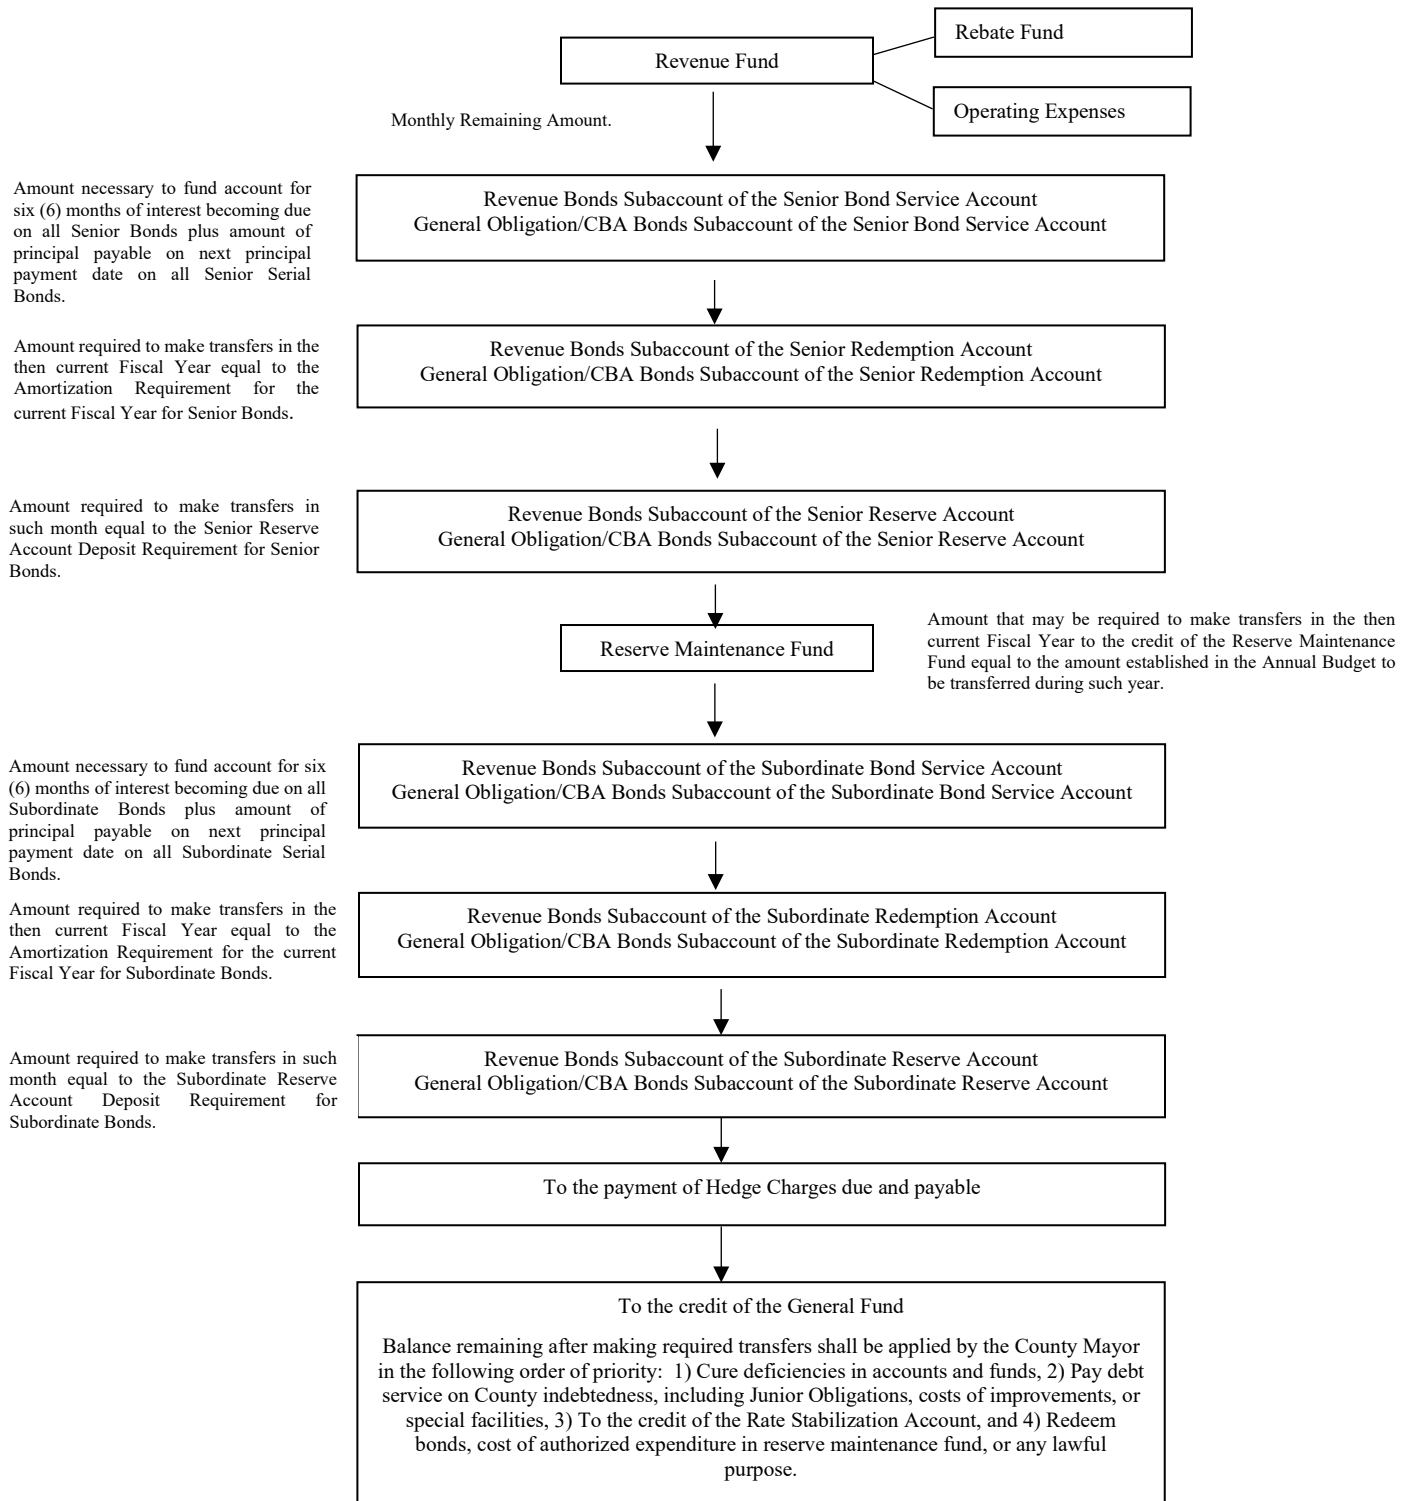 Rebate Fund
Revenue Fund
Operating Expenses
Monthly Remaining Amount.
Amount necessary to fund account for
six (6) months of interest becoming due
on all Senior Bonds plus amount of
principal payable on next principal
payment date on all Senior Serial
Bonds.
Revenue Bonds Subaccount of the Senior Bond Service Account
General Obligation/CBA Bonds Subaccount of the Senior Bond Service Account
Amount required to make transfers in the
then current Fiscal Year equal to the
Amortization Requirement for the
current Fiscal Year for Senior Bonds.
Revenue Bonds Subaccount of the Senior Redemption Account
General Obligation/CBA Bonds Subaccount of the Senior Redemption Account
Amount required to make transfers in
such month equal to the Senior Reserve
Account Deposit Requirement for Senior
Bonds.
Revenue Bonds Subaccount of the Senior Reserve Account
General Obligation/CBA Bonds Subaccount of the Senior Reserve Account
Reserve Maintenance Fund
Amount that may be required to make transfers in the then
current Fiscal Year to the credit of the Reserve Maintenance
Fund equal to the amount established in the Annual Budget to
be transferred during such year.
Amount necessary to fund account for six
(6) months of interest becoming due on all
Subordinate Bonds plus amount of
principal payable on next principal
payment date on all Subordinate Serial
Bonds.
Revenue Bonds Subaccount of the Subordinate Bond Service Account
General Obligation/CBA Bonds Subaccount of the Subordinate Bond Service Account
Amount required to make transfers in the
then current Fiscal Year equal to the
Amortization Requirement for the current
Fiscal Year for Subordinate Bonds.
Revenue Bonds Subaccount of the Subordinate Redemption Account
General Obligation/CBA Bonds Subaccount of the Subordinate Redemption Account
Amount required to make transfers in such
month equal to the Subordinate Reserve
Account Deposit Requirement for
Subordinate Bonds.
Revenue Bonds Subaccount of the Subordinate Reserve Account
General Obligation/CBA Bonds Subaccount of the Subordinate Reserve Account
To the payment of Hedge Charges due and payable
To the credit of the General Fund
Balance remaining after making required transfers shall be applied by the County Mayor
in the following order of priority: 1) Cure deficiencies in accounts and funds, 2) Pay debt
service on County indebtedness, including Junior Obligations, costs of improvements, or
special facilities, 3) To the credit of the Rate Stabilization Account, and 4) Redeem
bonds, cost of authorized expenditure in reserve maintenance fund, or any lawful
purpose.